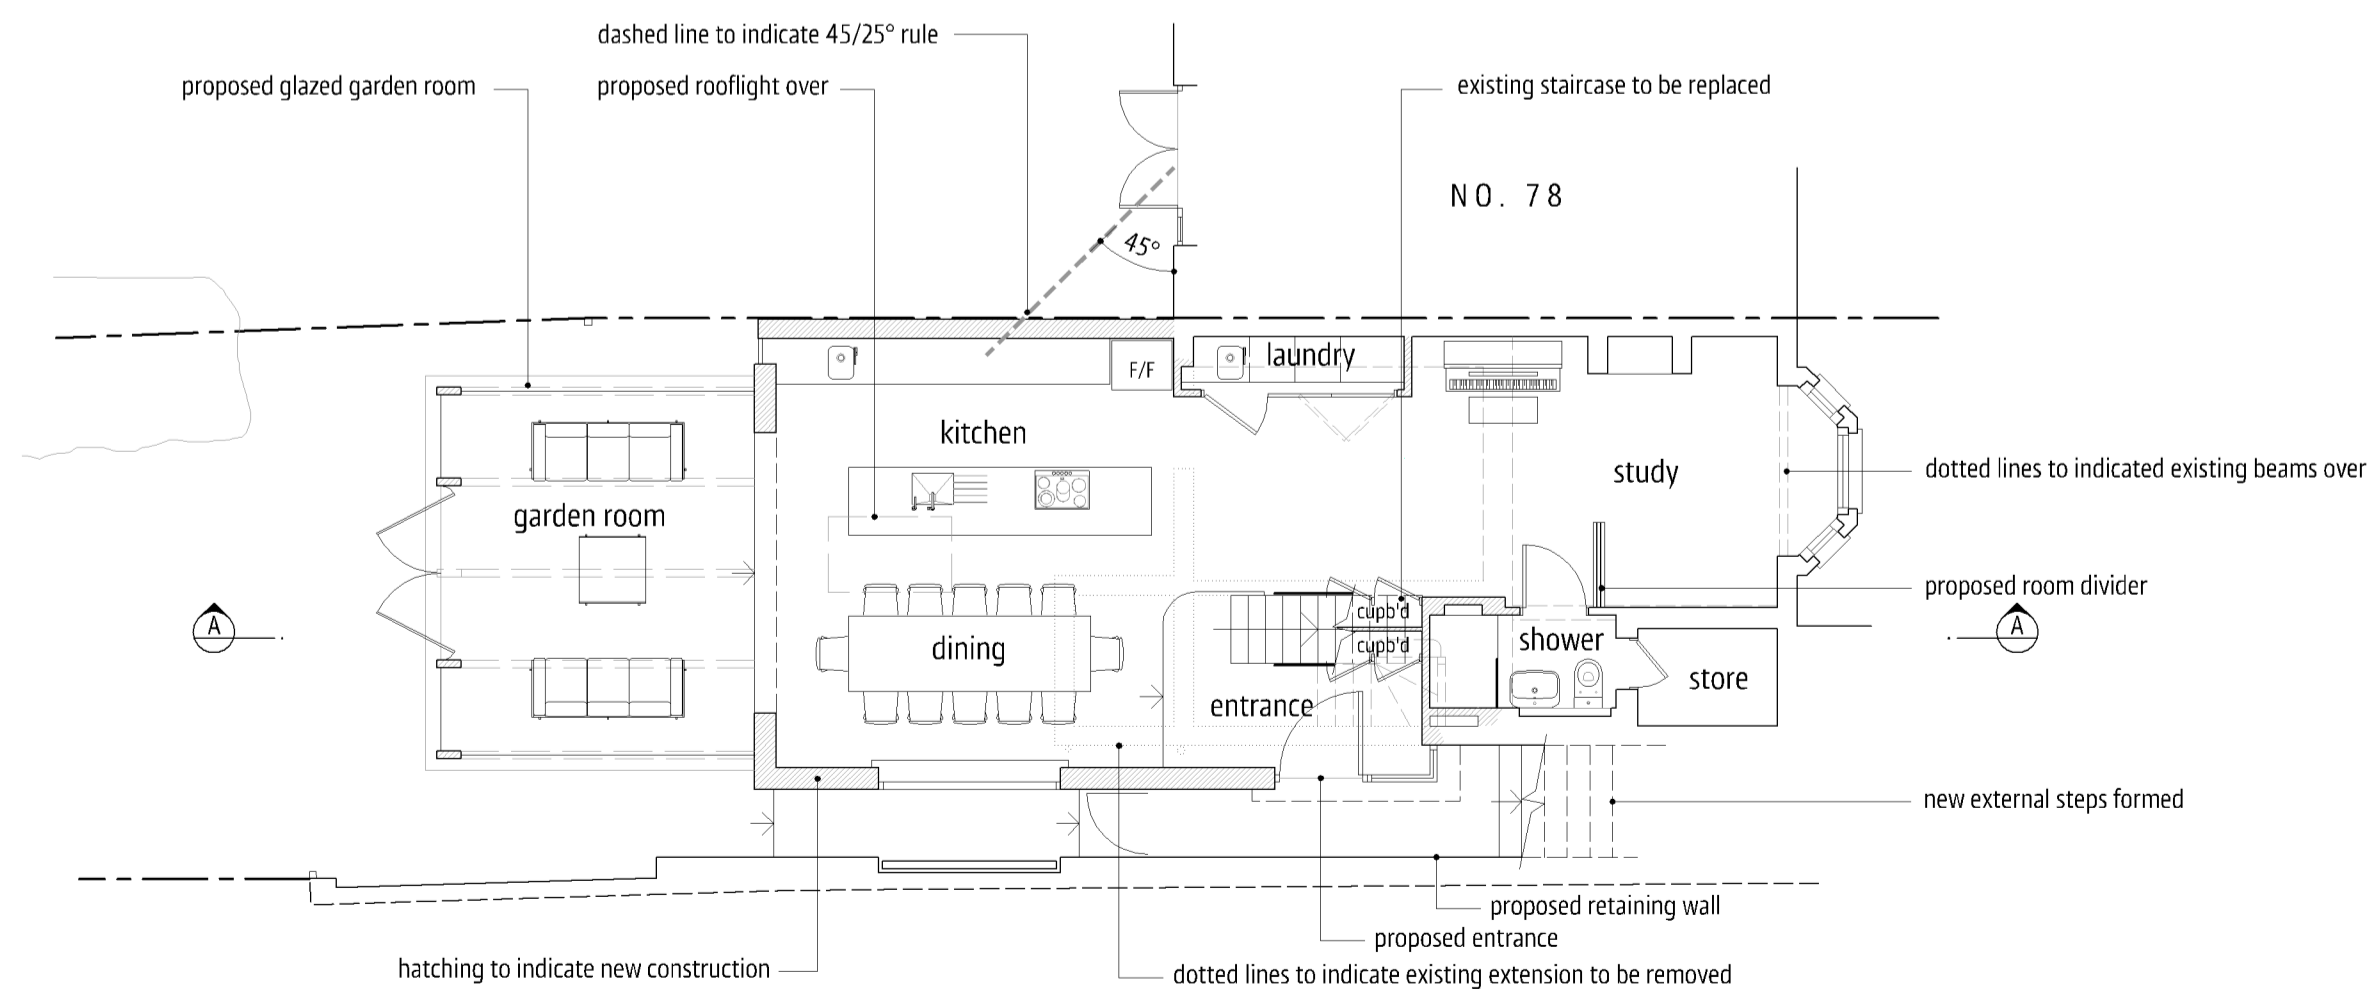 dashed line to indicate 45/25° rule
proposed glazed garden room
proposed rooflight over
existing staircase to be replaced
NO. 78
45°
laundry
F/F
kitchen
study
dotted lines to indicated existing beams over
garden room
proposed room divider
cupb'd
cupb'd
A
dining
shower
A
store
entrance
new external steps formed
proposed retaining wall
proposed entrance
hatching to indicate new construction
dotted lines to indicate existing extension to be removed